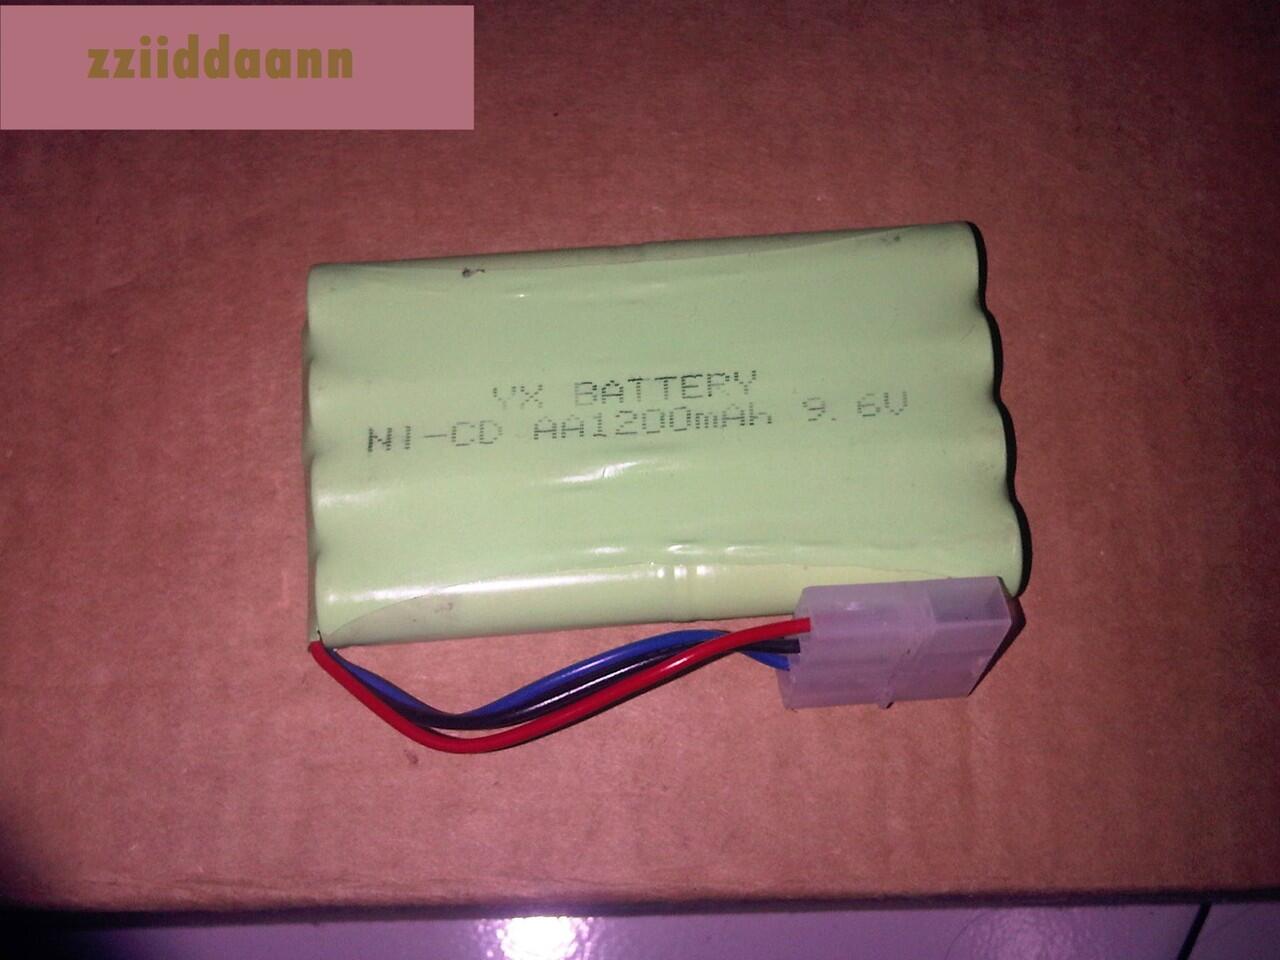 zziiddaann
YX BATTERY
NI-CD AA1200mAh 9.6V